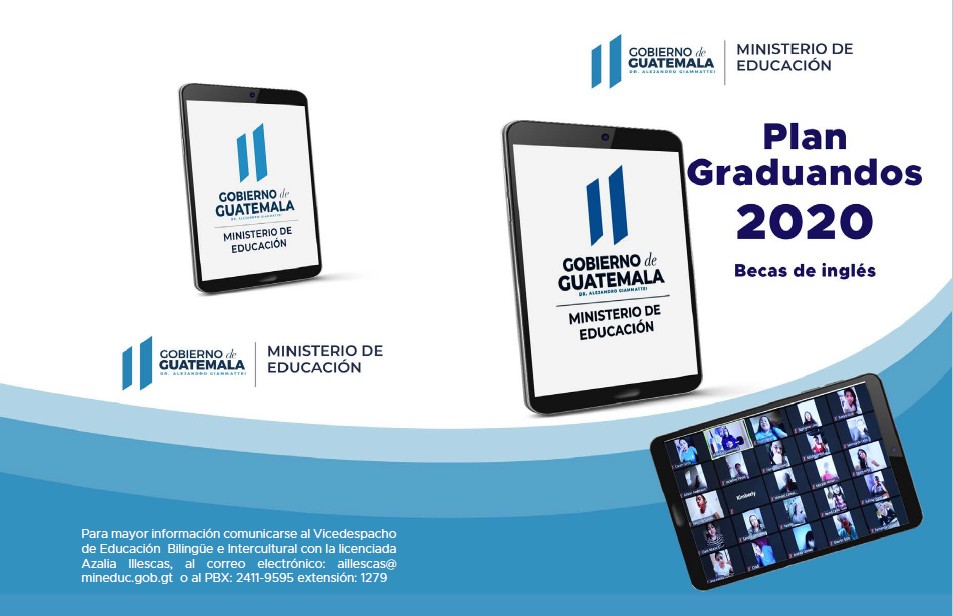 GOBIERNO de
GUATEMALA
DR. ALEJANDRO GIAMMATTEI
MINISTERIO DE
EDUCACIÓN
GOBIERNO de
GUATEMALA
DR. ALEJANDRO GIAMMATTEI
MINISTERIO DE
EDUCACIÓN
Para mayor información comunicarse al Vicedespacho
de Educación Bilingüe e Intercultural con la licenciada
Azalia Illescas, al correo electrónico: aillescas@
mineduc.gob.gt o al PBX: 2411-9595 extensión: 1279
GOBIERNO de
GUATEMALA
DR. ALEJANDRO GIAMMATTEI
MINISTERIO DE
EDUCACIÓN
Plan
Graduandos
2020
Becas de inglés
GOBIERNO de
GUATEMALA
DR. ALEJANDRO GIAMMATTEI
MINISTERIO DE
EDUCACIÓN
Kimberly